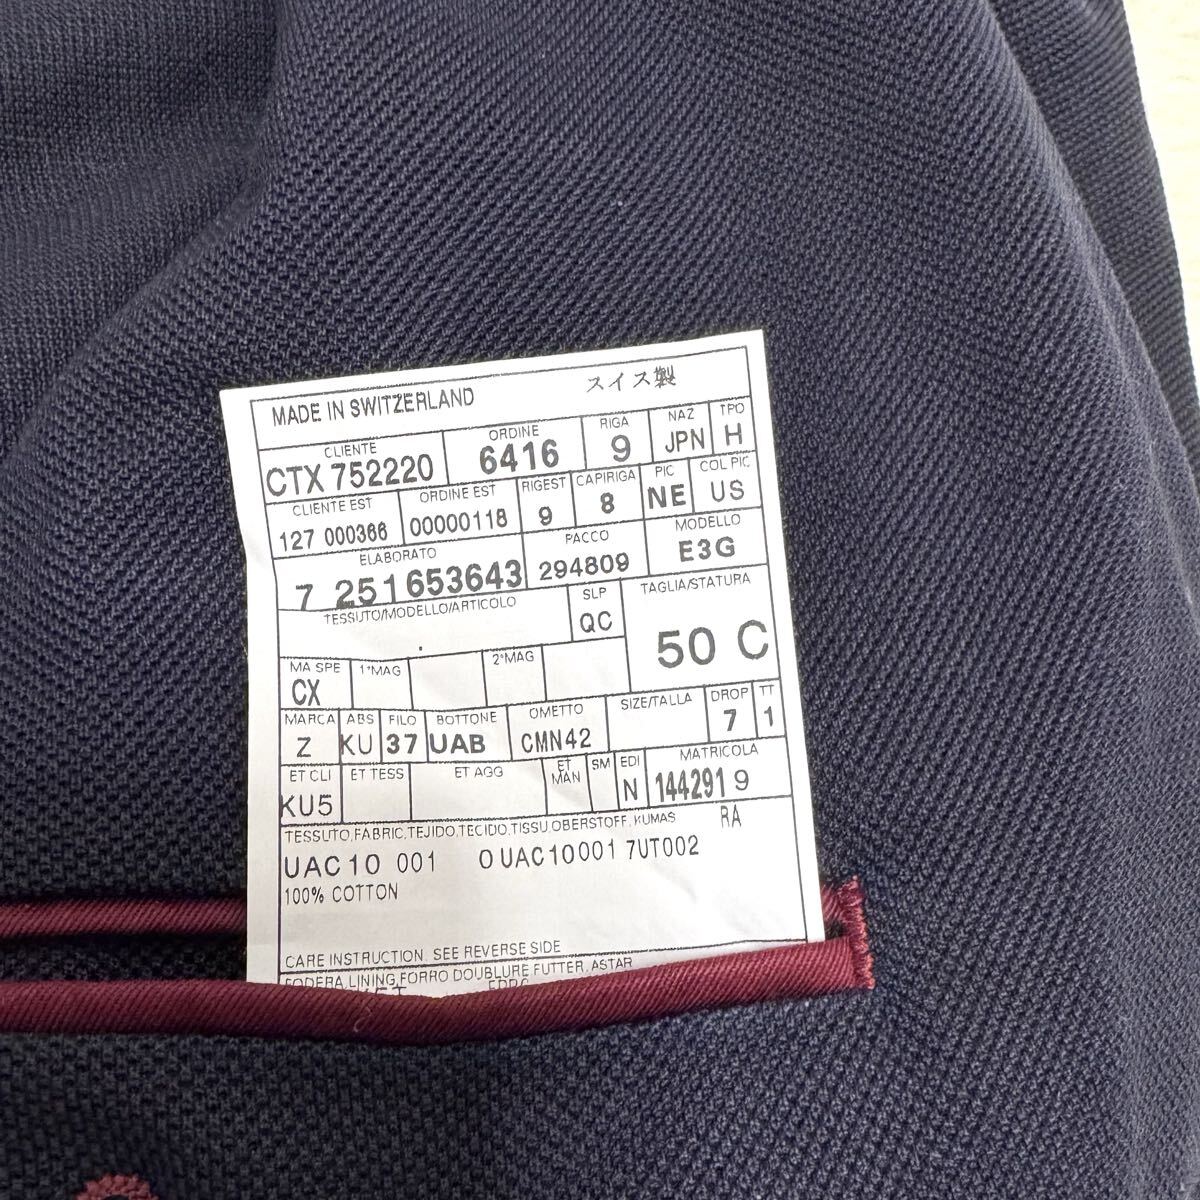 MADE IN SWITZERLAND スイス製
CLIENTE ORDINE RIGA NAZ TPO
CTX 752220 6416 9 JPN H
CLIENTE EST ORDINE EST RIGEST CAPIRIGA PIC COL PIC
127 000366 00000118 9 8 NE US
ELABORATO PACCO MODELLO
7 251653643 294809 E3G
TESSUTO/MODELLO/ARTICOLO SLP TAGLIA/STATURA
QC 50 C
MA SPE 1°MAG 2°MAG
CX
MARCA ABS FILO BOTTONE OMETTO SIZE/TALLA DROP TT
Z KU 37 UAB CMN42 7 1
ET CLI ET TESS ET AGG ET MAN SM EDI MATRICOLA
KU5 N 144291 9
TESSUTO,FABRIC,TEJIDO,TECIDO,TISSU,OBERSTOFF,KUMAS RA
UAC10 001 0 UAC10001 7UT002
100% COTTON
CARE INSTRUCTION: SEE REVERSE SIDE
FODERA,LINING,FORRO DOUBLURE FUTTER, ASTAR